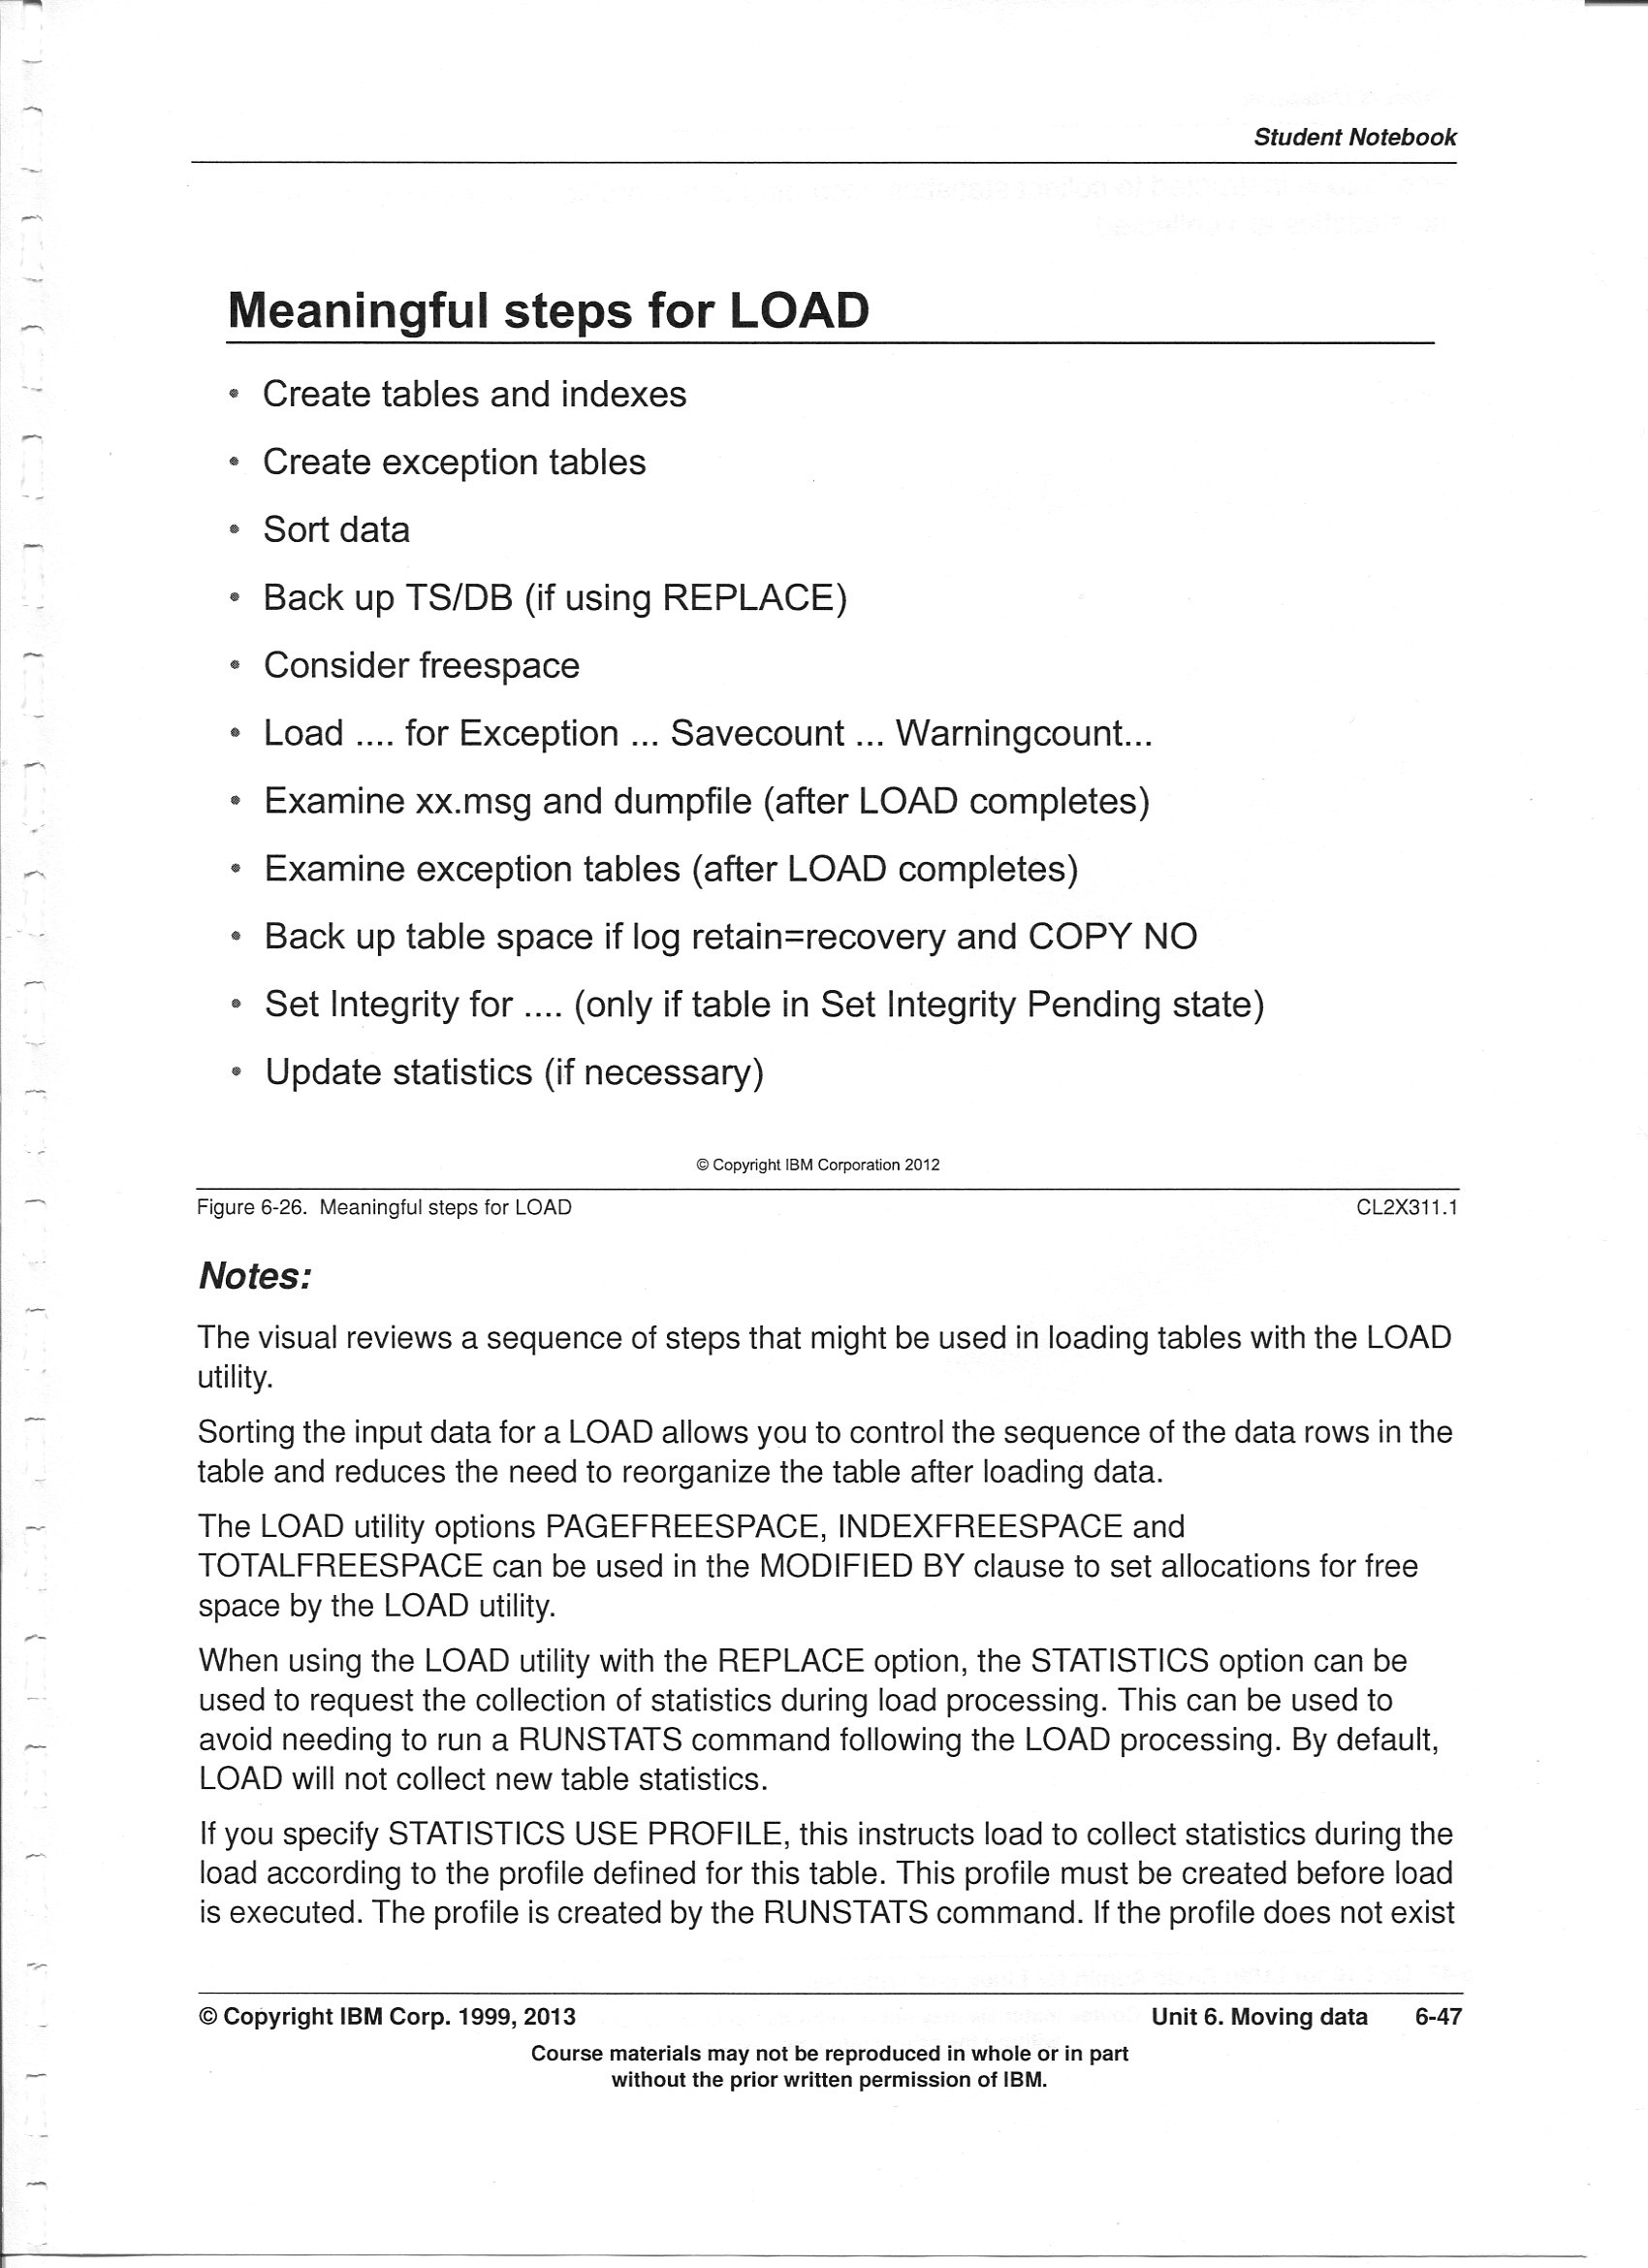 Student Notebook
Meaningful steps for LOAD
• Create tables and indexes
• Create exception tables
• Sort data
• Back up TS/DB (if using REPLACE)
• Consider freespace
• Load .... for Exception ... Savecount ... Warningcount...
• Examine xx.msg and dumpfile (after LOAD completes)
• Examine exception tables (after LOAD completes)
• Back up table space if log retain=recovery and COPY NO
• Set Integrity for .... (only if table in Set Integrity Pending state)
• Update statistics (if necessary)
© Copyright IBM Corporation 2012
Figure 6-26. Meaningful steps for LOAD CL2X311.1
Notes:
The visual reviews a sequence of steps that might be used in loading tables with the LOAD
utility.
Sorting the input data for a LOAD allows you to control the sequence of the data rows in the
table and reduces the need to reorganize the table after loading data.
The LOAD utility options PAGEFREESPACE, INDEXFREESPACE and
TOTALFREESPACE can be used in the MODIFIED BY clause to set allocations for free
space by the LOAD utility.
When using the LOAD utility with the REPLACE option, the STATISTICS option can be
used to request the collection of statistics during load processing. This can be used to
avoid needing to run a RUNSTATS command following the LOAD processing. By default,
LOAD will not collect new table statistics.
If you specify STATISTICS USE PROFILE, this instructs load to collect statistics during the
load according to the profile defined for this table. This profile must be created before load
is executed. The profile is created by the RUNSTATS command. If the profile does not exist
© Copyright IBM Corp. 1999, 2013 Unit 6. Moving data 6-47
Course materials may not be reproduced in whole or in part
without the prior written permission of IBM.